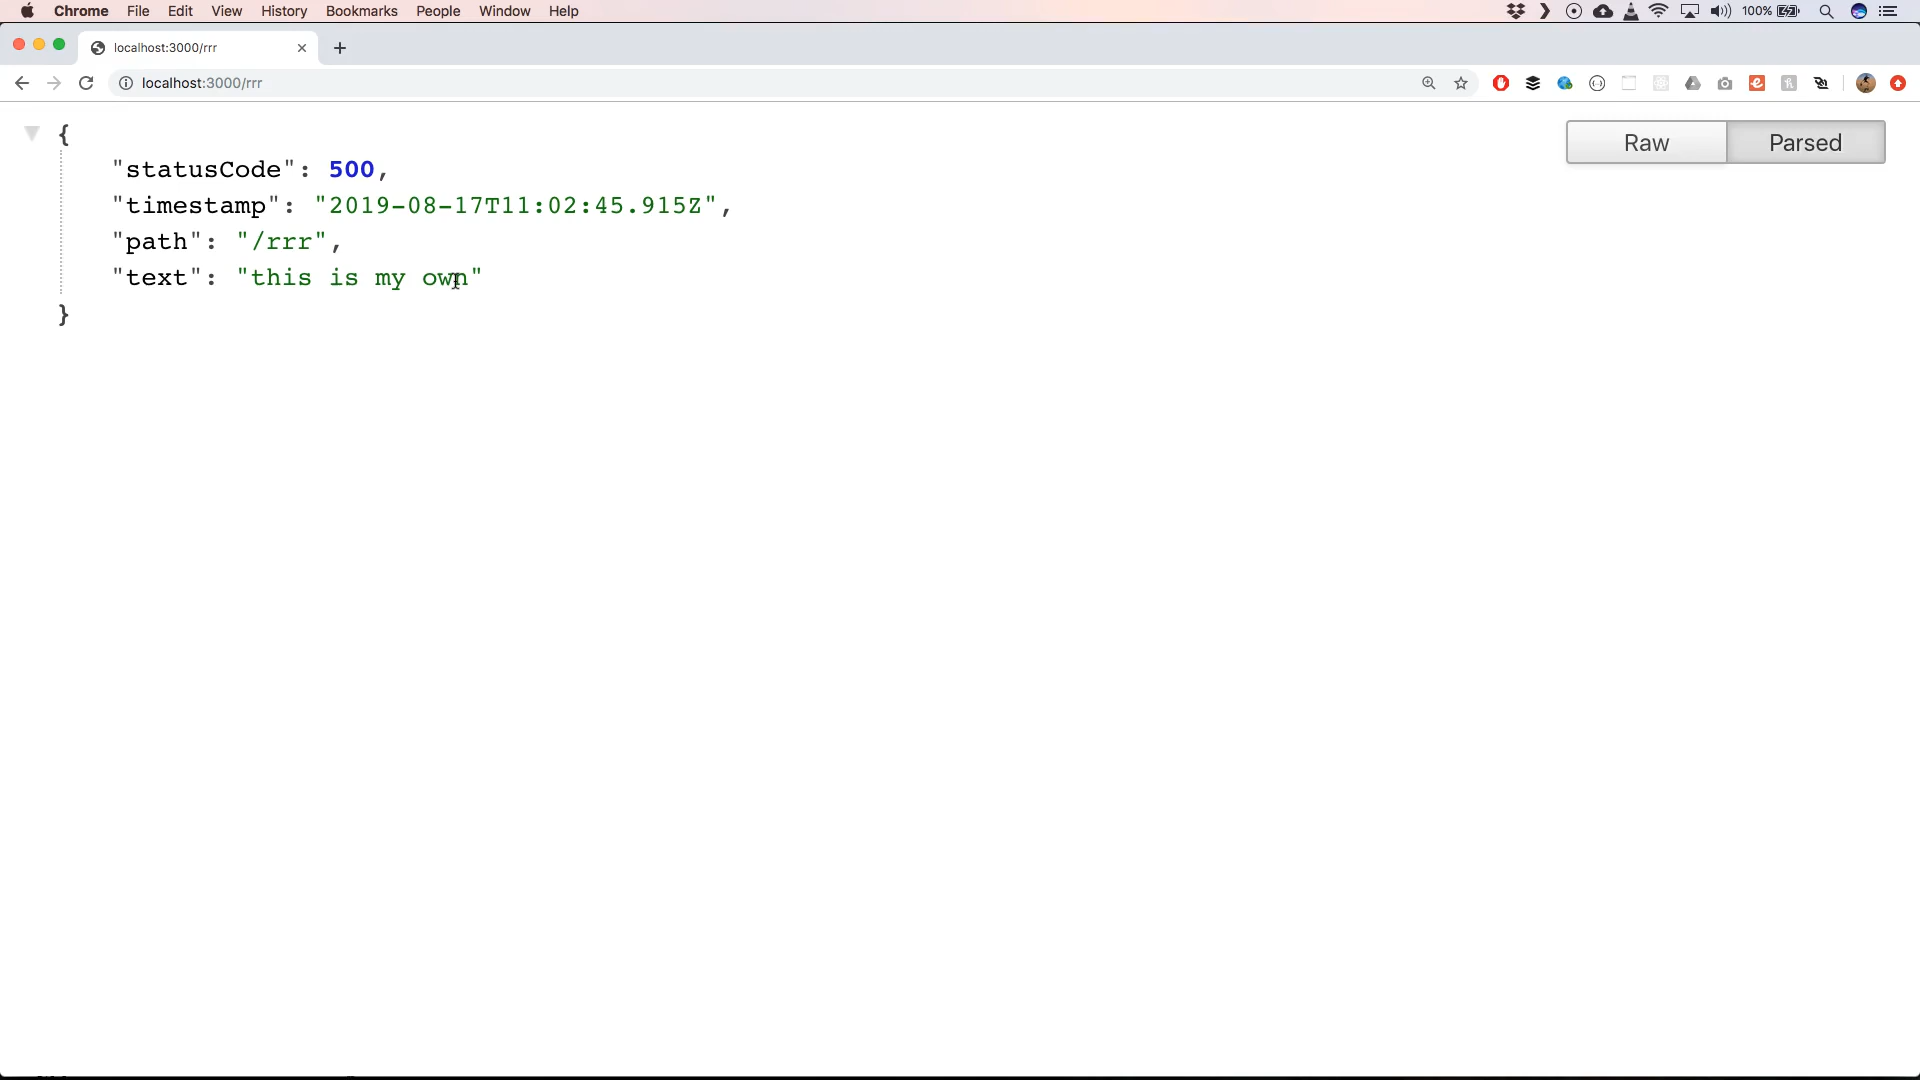 Chrome File Edit View History Bookmarks People Window Help 100%
localhost:3000/rrr
localhost:3000/rrr
{
"statusCode": 500,
"timestamp": "2019-08-17T11:02:45.915Z",
"path": "/rrr",
"text": "this is my own"
}
Raw Parsed